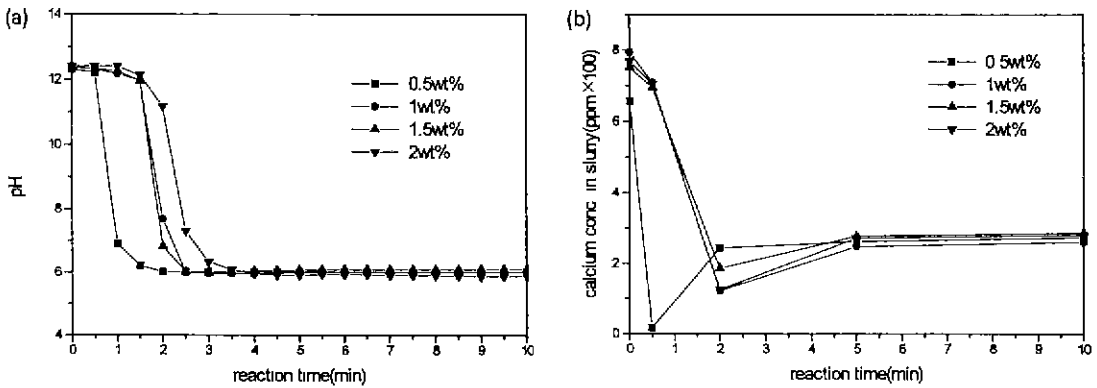 (a)
14
12
10
8
6
4
pH
0 1 2 3 4 5 6 7 8 9 10
reaction time(min)
0.5wt%
1wt%
1.5wt%
2wt%
(b)
8
6
4
2
0
calcium conc in slurry(ppm×100)
0 1 2 3 4 5 6 7 8 9 10
reaction time(min)
0 5wt%
1wt%
1.5wt%
2wt%